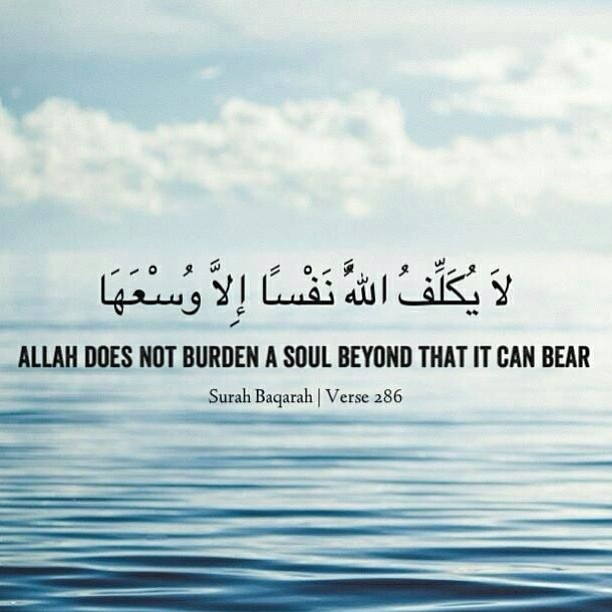 لاَ يُكَلِّفُ اللَّهُ نَفْسًا إِلاَّ وُسْعَهَا
ALLAH DOES NOT BURDEN A SOUL BEYOND THAT IT CAN BEAR
Surah Baqarah | Verse 286